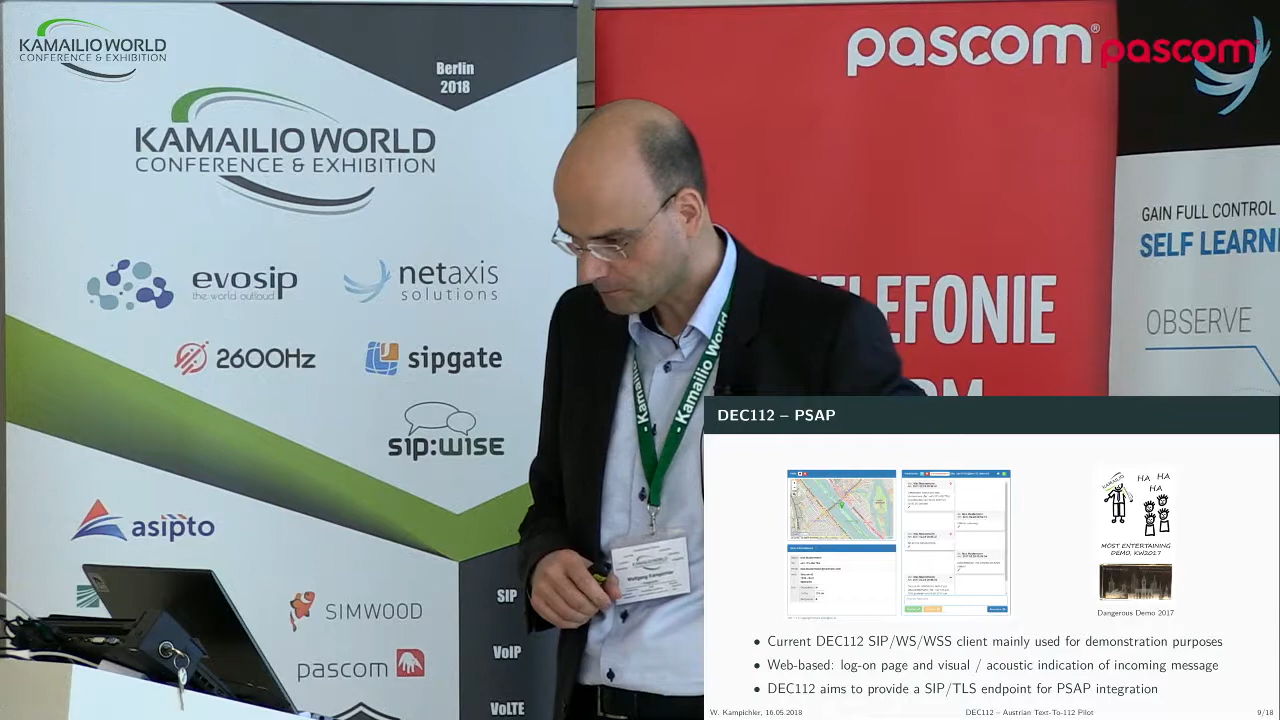 KAMAILIO WORLD
CONFERENCE & EXHIBITION
Berlin
2018
KAMAILIO WORLD
CONFERENCE & EXHIBITION
evosip
the world outloud
netaxis
solutions
2600Hz
sipgate
sip:wise
asipto
SIMWOOD
pascom
SIP
VoIP
VoLTE
pascom®
pascom
ELEFONIE
GAIN FULL CONTROL
SELF LEARNI
OBSERVE
- Kamailio World
DEC112 – PSAP
HA HA
HA
MOST ENTERTAINING
DEMO, KW2017
Dangerous Demo 2017
• Current DEC112 SIP/WS/WSS client mainly used for demonstration purposes
• Web-based: log-on page and visual / acoustic indication of incoming message
• DEC112 aims to provide a SIP/TLS endpoint for PSAP integration
W. Kampichler, 16.05.2018
DEC112 – Austrian Text-To-112 Pilot
9/18